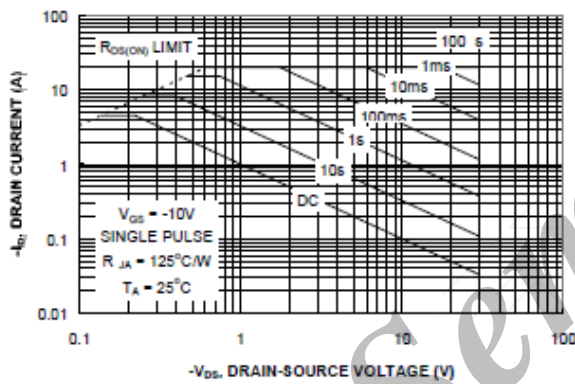 100
10
1
0.1
0.01
-ID, DRAIN CURRENT (A)
RDS(ON) LIMIT
100 s
1ms
10ms
100ms
1s
10s
DC
VGS = -10V
SINGLE PULSE
R JA = 125°C/W
TA = 25°C
0.1
1
10
100
-VDS, DRAIN-SOURCE VOLTAGE (V)